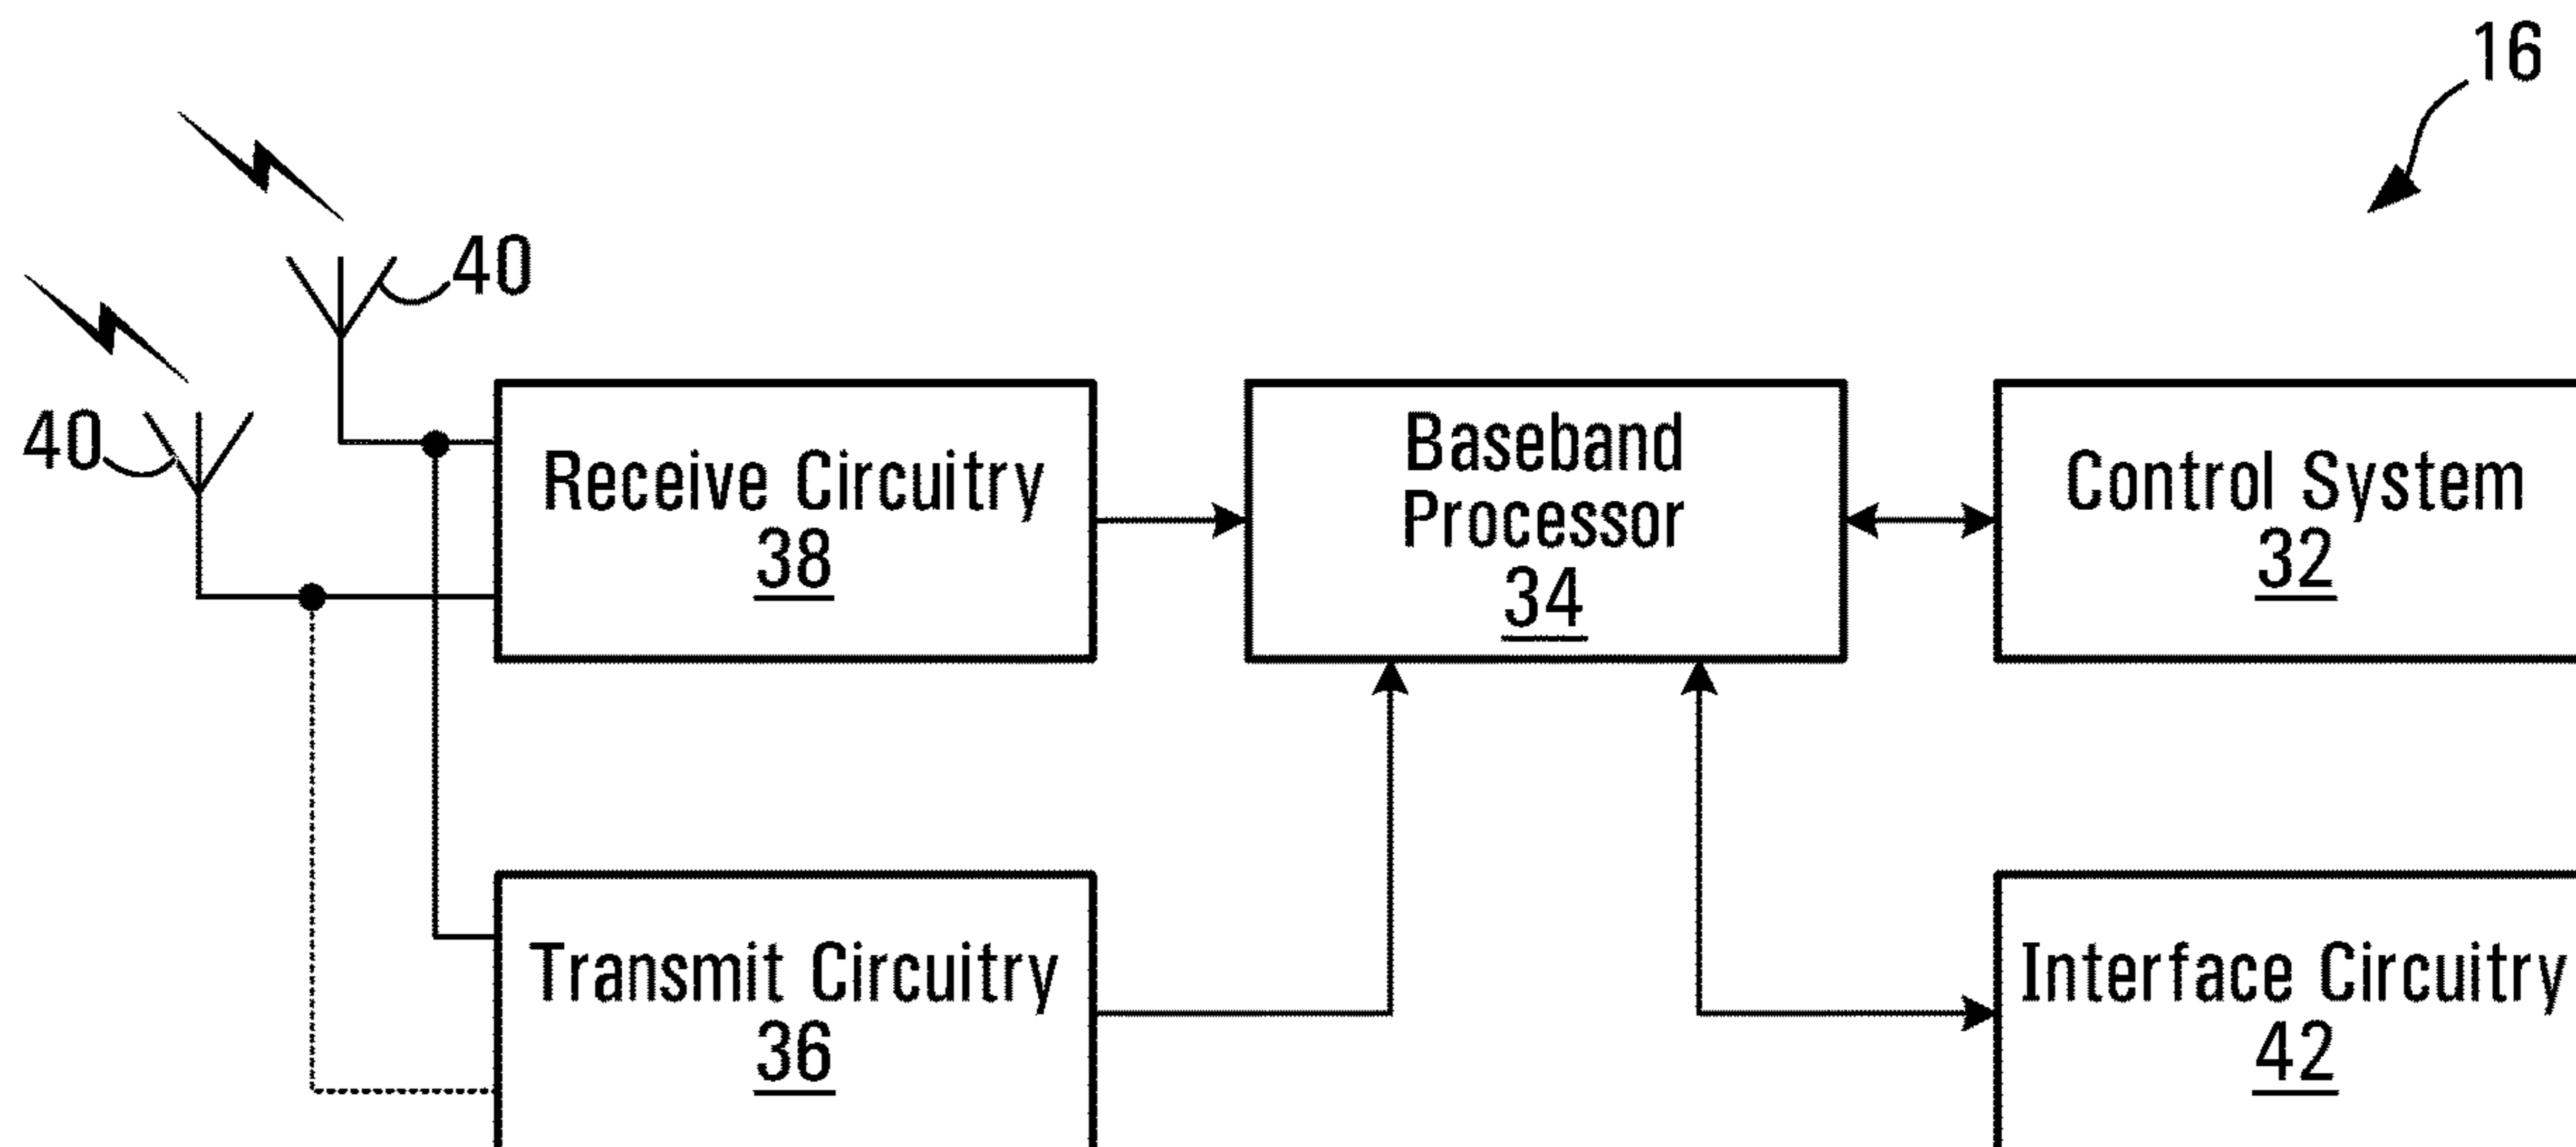 16
40
40
Receive Circuitry
38
Baseband
Processor
34
Control System
32
Transmit Circuitry
36
Interface Circuitry
42